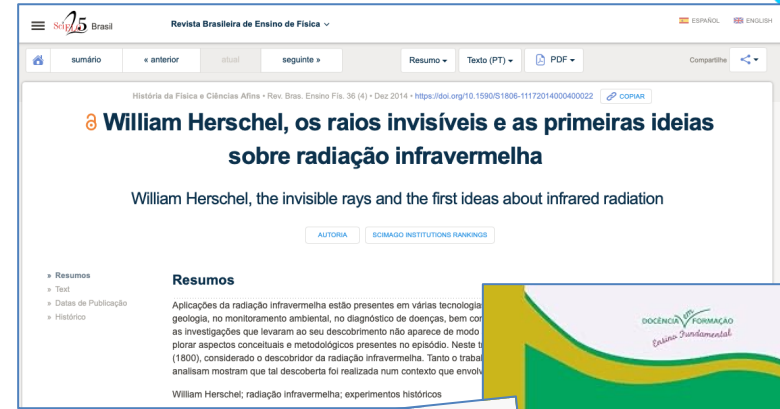 SciELO 25 Brasil
Revista Brasileira de Ensino de Física
ESPAÑOL ENGLISH
sumário « anterior atual seguinte » Resumo Texto (PT) PDF Compartilhe
História da Física e Ciências Afins • Rev. Bras. Ensino Fís. 36 (4) • Dez 2014 • https://doi.org/10.1590/S1806-11172014000400022 COPIAR
William Herschel, os raios invisíveis e as primeiras ideias
sobre radiação infravermelha
William Herschel, the invisible rays and the first ideas about infrared radiation
AUTORIA SCIMAGO INSTITUTIONS RANKINGS
» Resumos
» Text
» Datas de Publicação
» Histórico
Resumos
Aplicações da radiação infravermelha estão presentes em várias tecnologia
geologia, no monitoramento ambiental, no diagnóstico de doenças, bem con
as investigações que levaram ao seu descobrimento não aparece de modo
plorar aspectos conceituais e metodológicos presentes no episódio. Neste t
(1800), considerado o descobridor da radiação infravermelha. Tanto o trabal
analisam mostram que tal descoberta foi realizada num contexto que envolv
William Herschel; radiação infravermelha; experimentos históricos
DOCÊNCIA em FORMAÇÃO
Ensino Fundamental